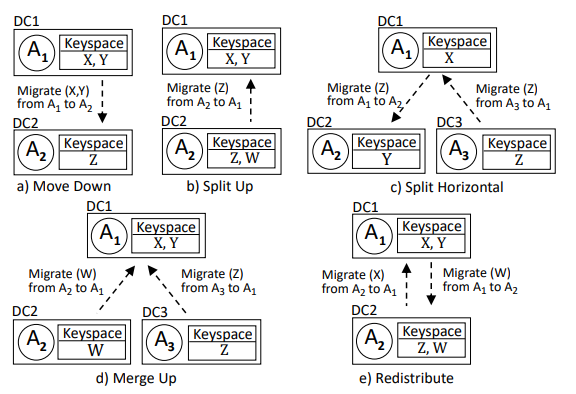 DC1
A1
Keyspace
X, Y
Migrate (X,Y)
from A1 to A2
DC2
A2
Keyspace
Z
a) Move Down
DC1
A1
Keyspace
X, Y
Migrate (Z)
from A2 to A1
DC2
A2
Keyspace
Z, W
b) Split Up
DC1
A1
Keyspace
X
Migrate (Z)
from A1 to A2
Migrate (Z)
from A3 to A1
DC2
A2
Keyspace
Y
DC3
A3
Keyspace
Z
c) Split Horizontal
DC1
A1
Keyspace
X, Y
Migrate (W)
from A2 to A1
Migrate (Z)
from A3 to A1
DC2
A2
Keyspace
W
DC3
A3
Keyspace
Z
d) Merge Up
DC1
A1
Keyspace
X, Y
Migrate (X)
from A2 to A1
Migrate (W)
from A1 to A2
DC2
A2
Keyspace
Z, W
e) Redistribute